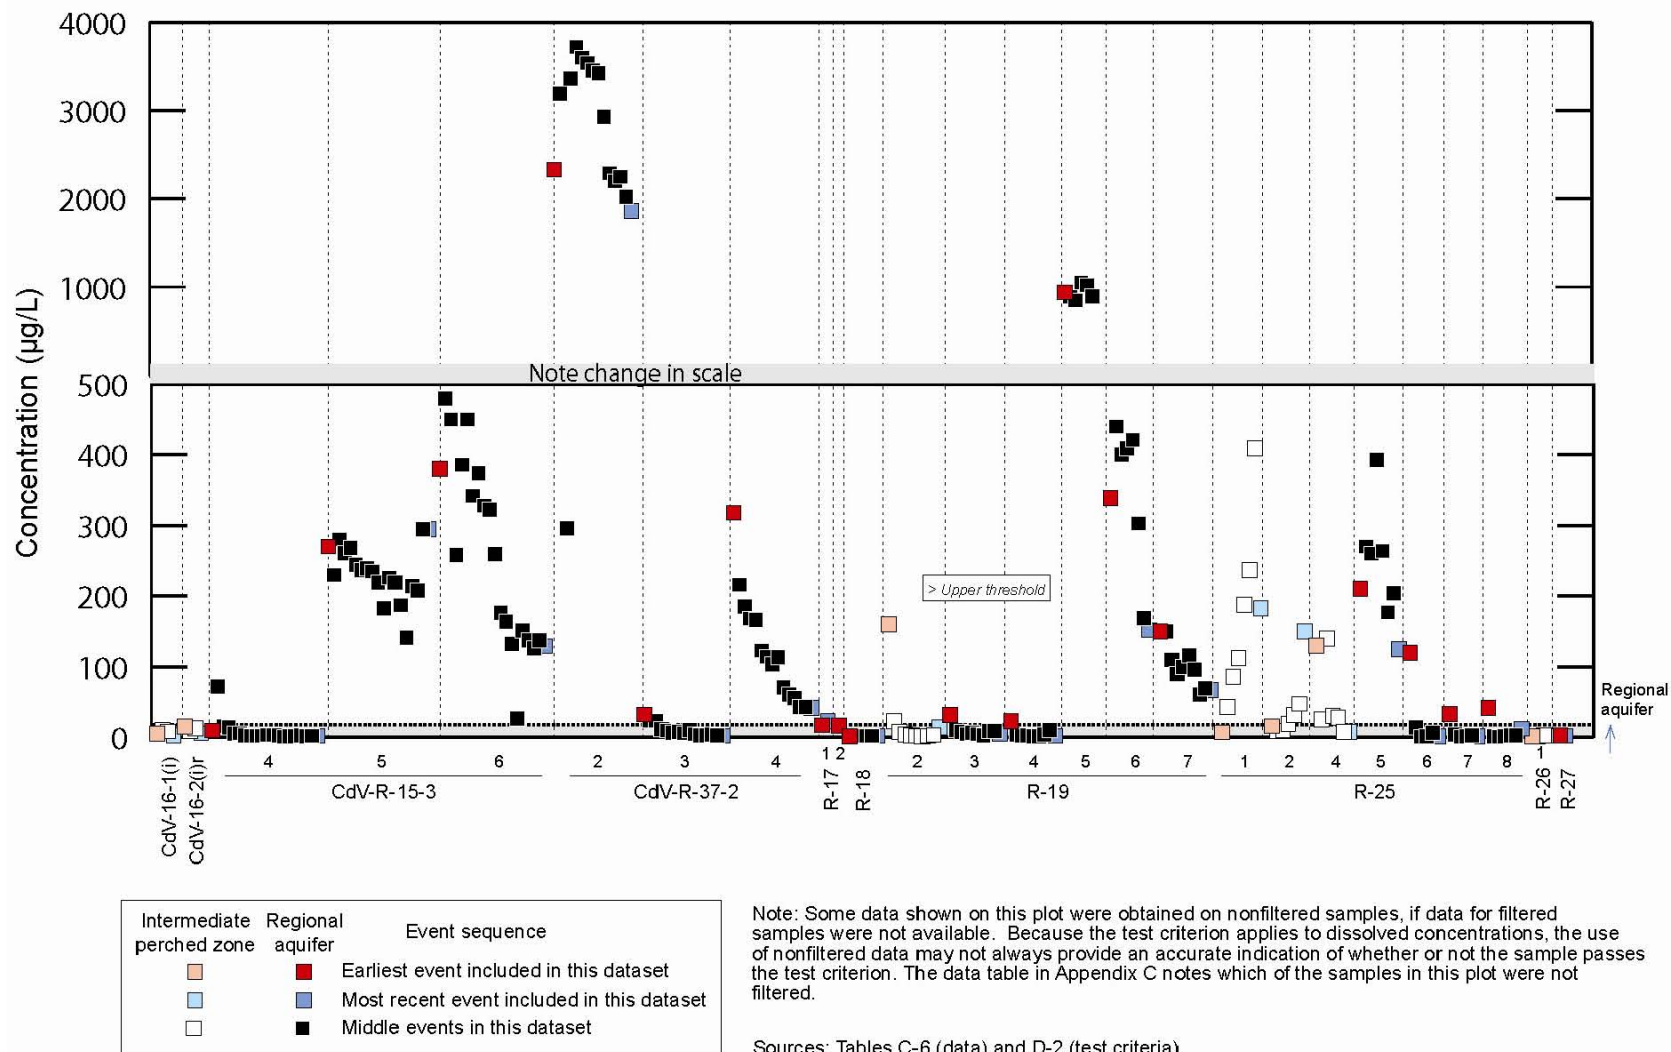 4000
3000
2000
1000
Concentration (µg/L)
Note change in scale
500
400
300
200
100
0
> Upper threshold
Regional
aquifer
4 5 6 2 3 4 1 2 2 3 4 5 6 7 1 2 4 5 6 7 8 1
CdV-16-1(i)
CdV-16-2(i)r
CdV-R-15-3
CdV-R-37-2
R-17
R-18
R-19
R-25
R-26
R-27
Intermediate Regional
perched zone aquifer Event sequence
Earliest event included in this dataset
Most recent event included in this dataset
Middle events in this dataset
Note: Some data shown on this plot were obtained on nonfiltered samples, if data for filtered
samples were not available. Because the test criterion applies to dissolved concentrations, the use
of nonfiltered data may not always provide an accurate indication of whether or not the sample passes
the test criterion. The data table in Appendix C notes which of the samples in this plot were not
filtered.
Sources: Tables C-6 (data) and D-2 (test criteria)